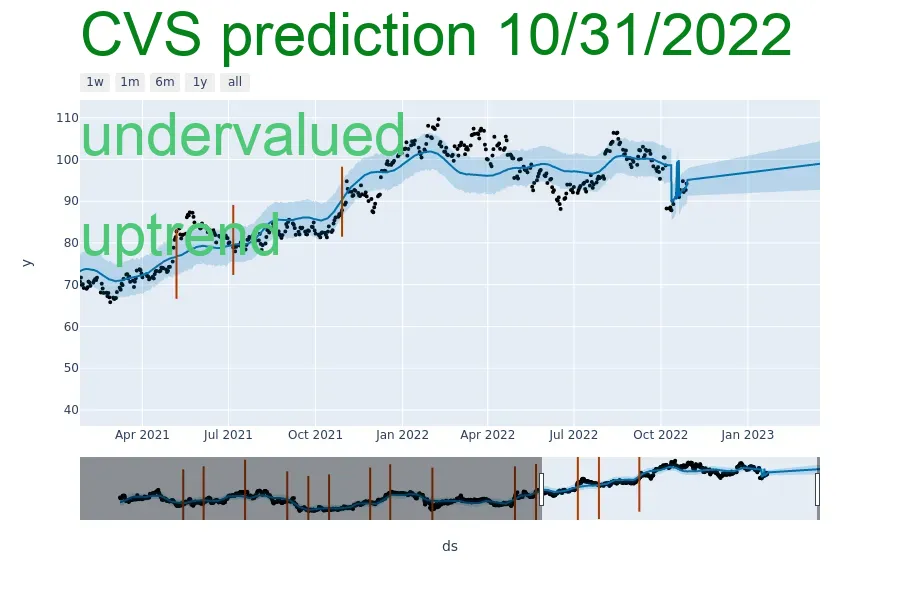 CVS prediction 10/31/2022
1w 1m 6m 1y all
110
undervalued
100
90
uptrend
80
70
60
50
40
y
Apr 2021 Jul 2021 Oct 2021 Jan 2022 Apr 2022 Jul 2022 Oct 2022 Jan 2023
ds